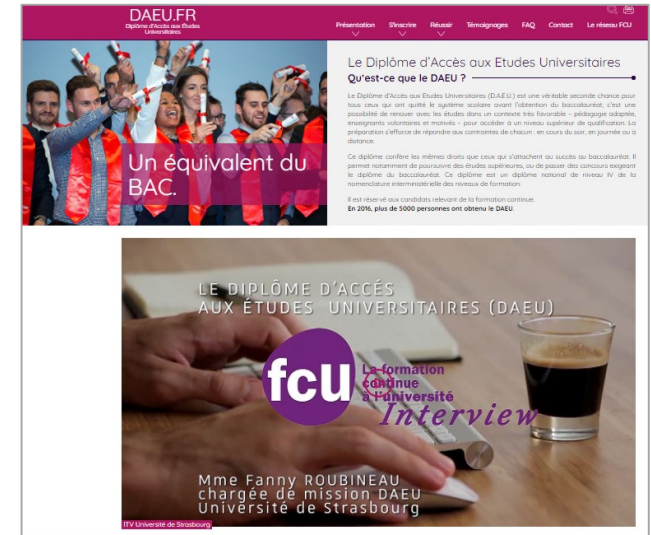 DAEU.FR
Diplôme d'Accès aux Études
Universitaires
Présentation S'inscrire Réussir Témoignages FAQ Contact Le réseau FCU
Un équivalent du
BAC.
Le Diplôme d'Accès aux Etudes Universitaires
Qu'est-ce que le DAEU ?
Le Diplôme d'Accès aux Etudes Universitaires (D.A.E.U.) est une véritable seconde chance pour
tous ceux qui ont quitté le système scolaire avant l'obtention du baccalauréat; c'est une
possibilité de renouer avec les études dans un contexte très favorable - pédagogie adaptée,
enseignants volontaires et motivés - pour accéder à un niveau supérieur de qualification. La
préparation s'efforce de répondre aux contraintes de chacun : en cours du soir, en journée ou à
distance.
Ce diplôme confère les mêmes droits que ceux qui s'attachent au succès au baccalauréat. Il
permet notamment de poursuivre des études supérieures, ou de passer des concours exigeant
le diplôme du baccalauréat. Ce diplôme est un diplôme national de niveau IV de la
nomenclature interministérielle des niveaux de formation.
Il est réservé aux candidats relevant de la formation continue.
En 2016, plus de 5000 personnes ont obtenu le DAEU.
LE DIPLÔME D'ACCÉS
AUX ÉTUDES UNIVERSITAIRES (DAEU)
fcu
La formation
continue
à l'université
Interview
Mme Fanny ROUBINEAU
chargée de mission DAEU
Université de Strasbourg
ITV Université de Strasbourg